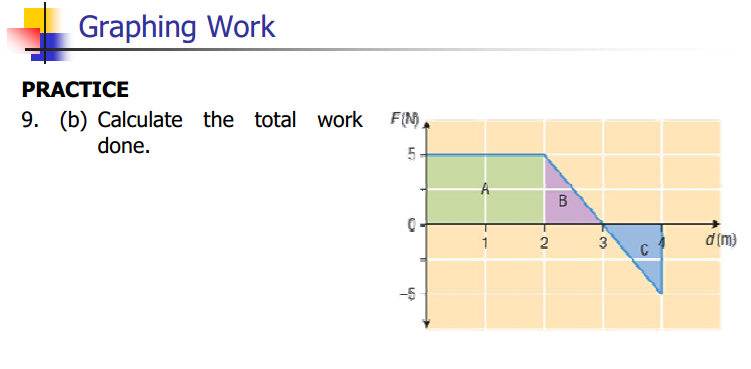 Graphing Work
PRACTICE
9. (b) Calculate the total work
done.
F(N)
5
A
B
0
1 2 3 4 d(m)
C
-5